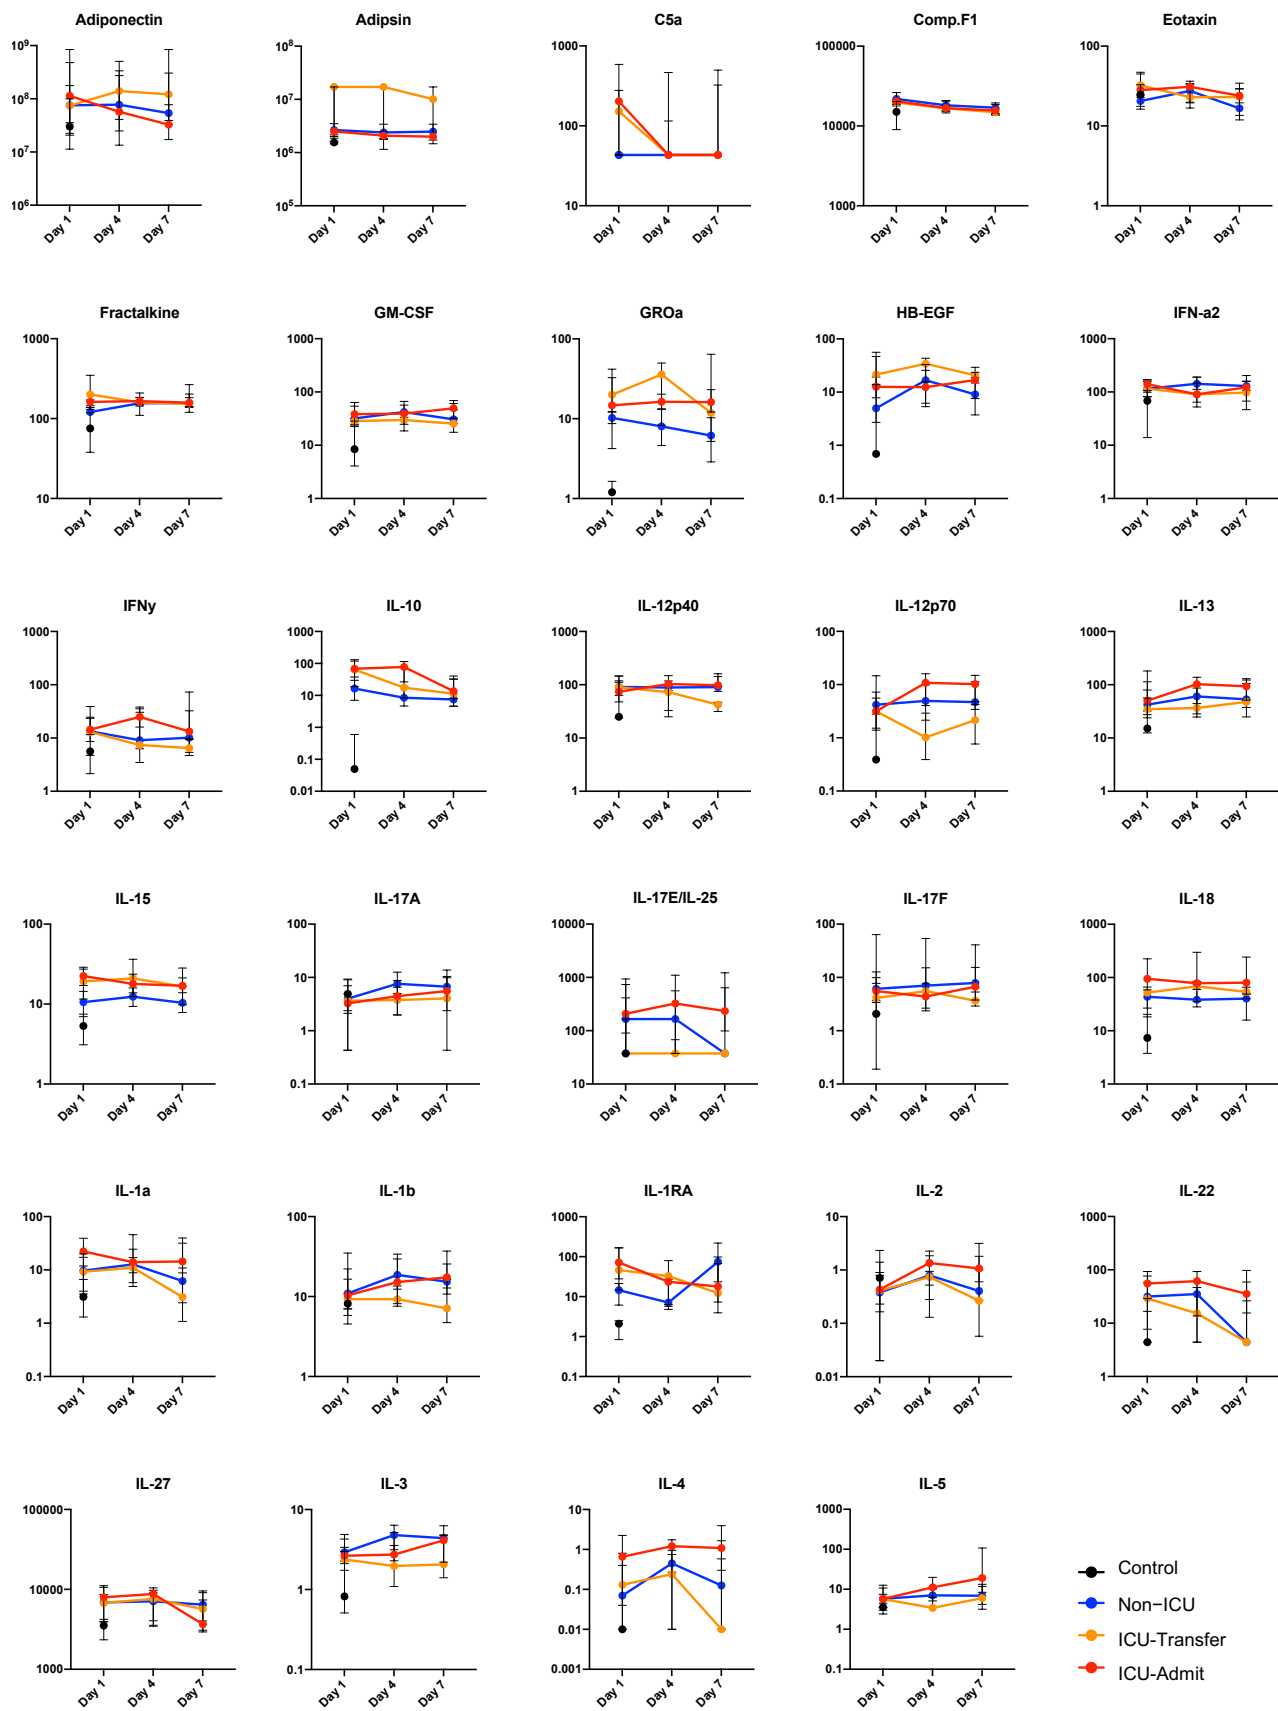 Adiponectin Adipsin C5a Comp.F1 Eotaxin
10⁹ 10⁸ 1000 100000 100
10⁸ 10⁷ 100 10000 10
10⁷ 10⁶
10⁶ 10⁵ 10 1000 1
Day 1 Day 4 Day 7 Day 1 Day 4 Day 7 Day 1 Day 4 Day 7 Day 1 Day 4 Day 7 Day 1 Day 4 Day 7
Fractalkine GM-CSF GROa HB-EGF IFN-a2
1000 1000 100 100 1000
100 100 10 10 100
10 1 10
10 1 1 0.1 1
Day 1 Day 4 Day 7 Day 1 Day 4 Day 7 Day 1 Day 4 Day 7 Day 1 Day 4 Day 7 Day 1 Day 4 Day 7
IFNy IL-10 IL-12p40 IL-12p70 IL-13
1000 1000 1000 100 1000
100 100 100 10 100
10 10 10 1 10
1
0.1
1 0.01 1 0.1 1
Day 1 Day 4 Day 7 Day 1 Day 4 Day 7 Day 1 Day 4 Day 7 Day 1 Day 4 Day 7 Day 1 Day 4 Day 7
IL-15 IL-17A IL-17E/IL-25 IL-17F IL-18
100 100 10000 100 1000
10 10 1000 10 100
1 100 1 10
1 0.1 10 0.1 1
Day 1 Day 4 Day 7 Day 1 Day 4 Day 7 Day 1 Day 4 Day 7 Day 1 Day 4 Day 7 Day 1 Day 4 Day 7
IL-1a IL-1b IL-1RA IL-2 IL-22
100 100 1000 10 1000
10 10 100 1 100
1 10 0.1 10
1
0.1 1 0.1 0.01 1
Day 1 Day 4 Day 7 Day 1 Day 4 Day 7 Day 1 Day 4 Day 7 Day 1 Day 4 Day 7 Day 1 Day 4 Day 7
IL-27 IL-3 IL-4 IL-5
100000 10 10 1000
10000 1 1 100
0.1 10
0.01 1
1000 0.1 0.001 0.1
Day 1 Day 4 Day 7 Day 1 Day 4 Day 7 Day 1 Day 4 Day 7 Day 1 Day 4 Day 7
Control
Non−ICU
ICU-Transfer
ICU-Admit